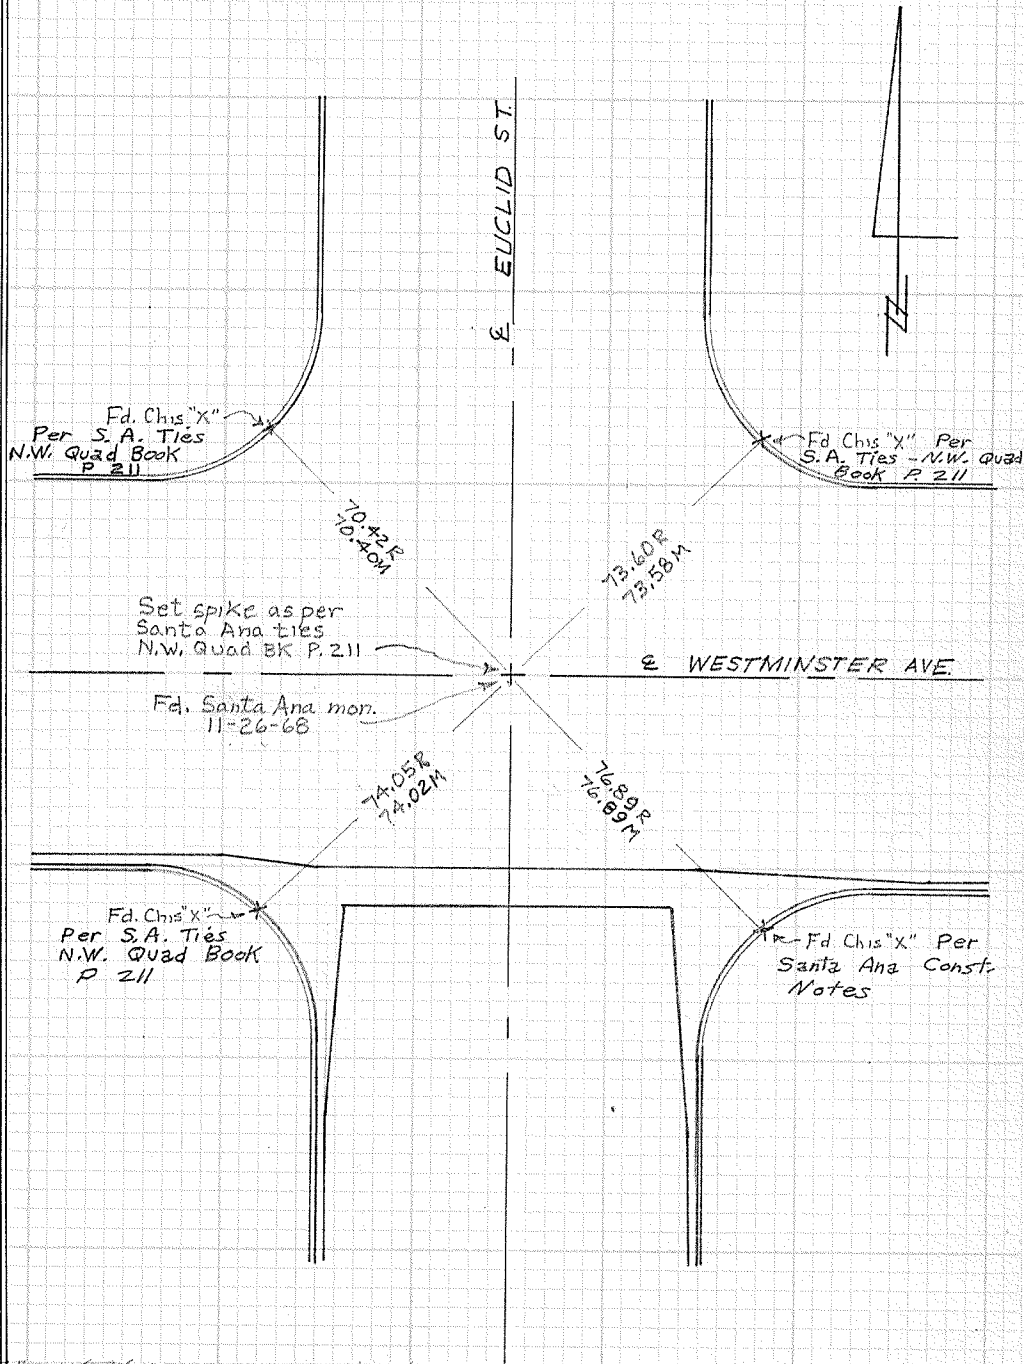 ℄ EUCLID ST.
N
Fd. Chis "X"
Per S. A. Ties
N.W. Quad Book
P 211
Fd Chis "X" Per
S. A. Ties - N.W. Quad
Book P. 211
70.42R
70.40M
73.60R
73.58M
Set spike as per
Santa Ana ties
N.W. Quad BK P. 211
℄ WESTMINSTER AVE.
Fd. Santa Ana mon.
11-26-68
74.05R
74.02M
76.89R
76.89M
Fd. Chis "X"
Per S.A. Ties
N.W. Quad Book
P 211
Fd Chis "X" Per
Santa Ana Const.
Notes